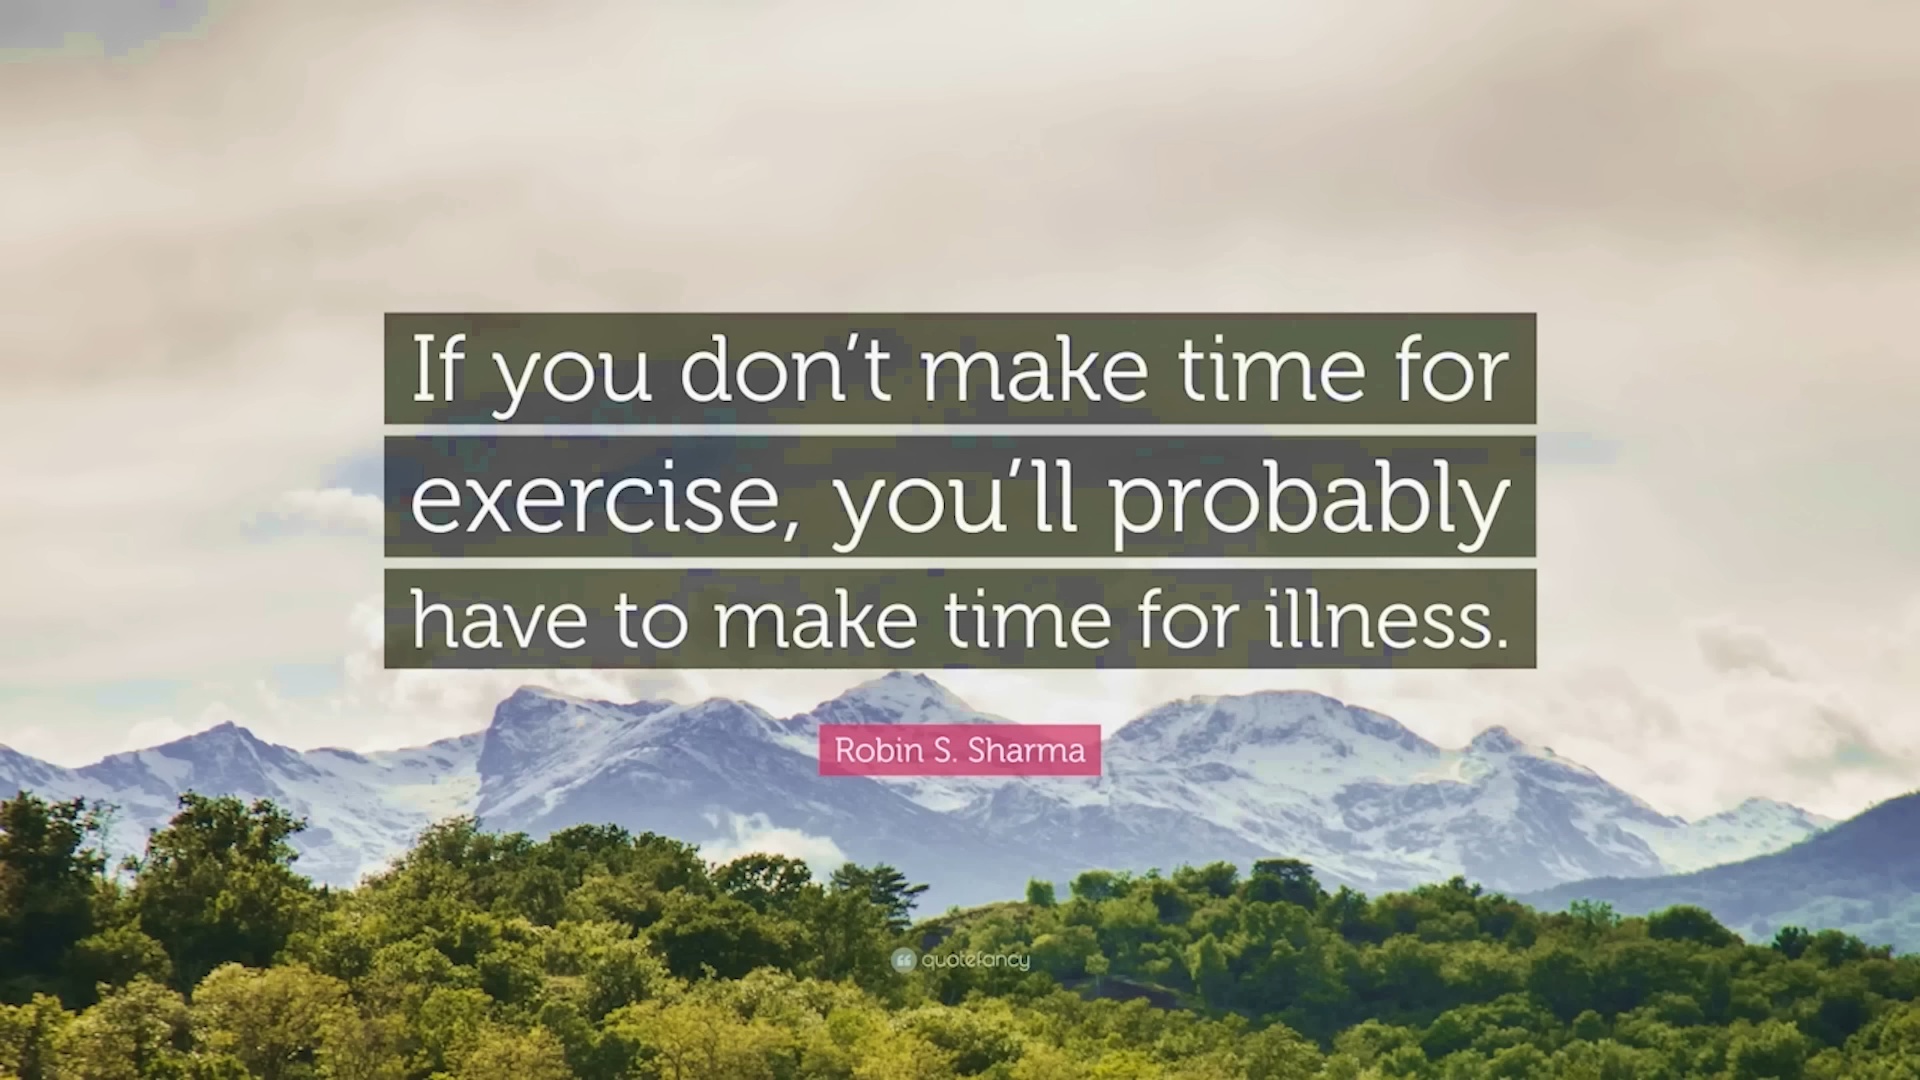 If you don’t make time for
exercise, you’ll probably
have to make time for illness.
Robin S. Sharma
quotefancy